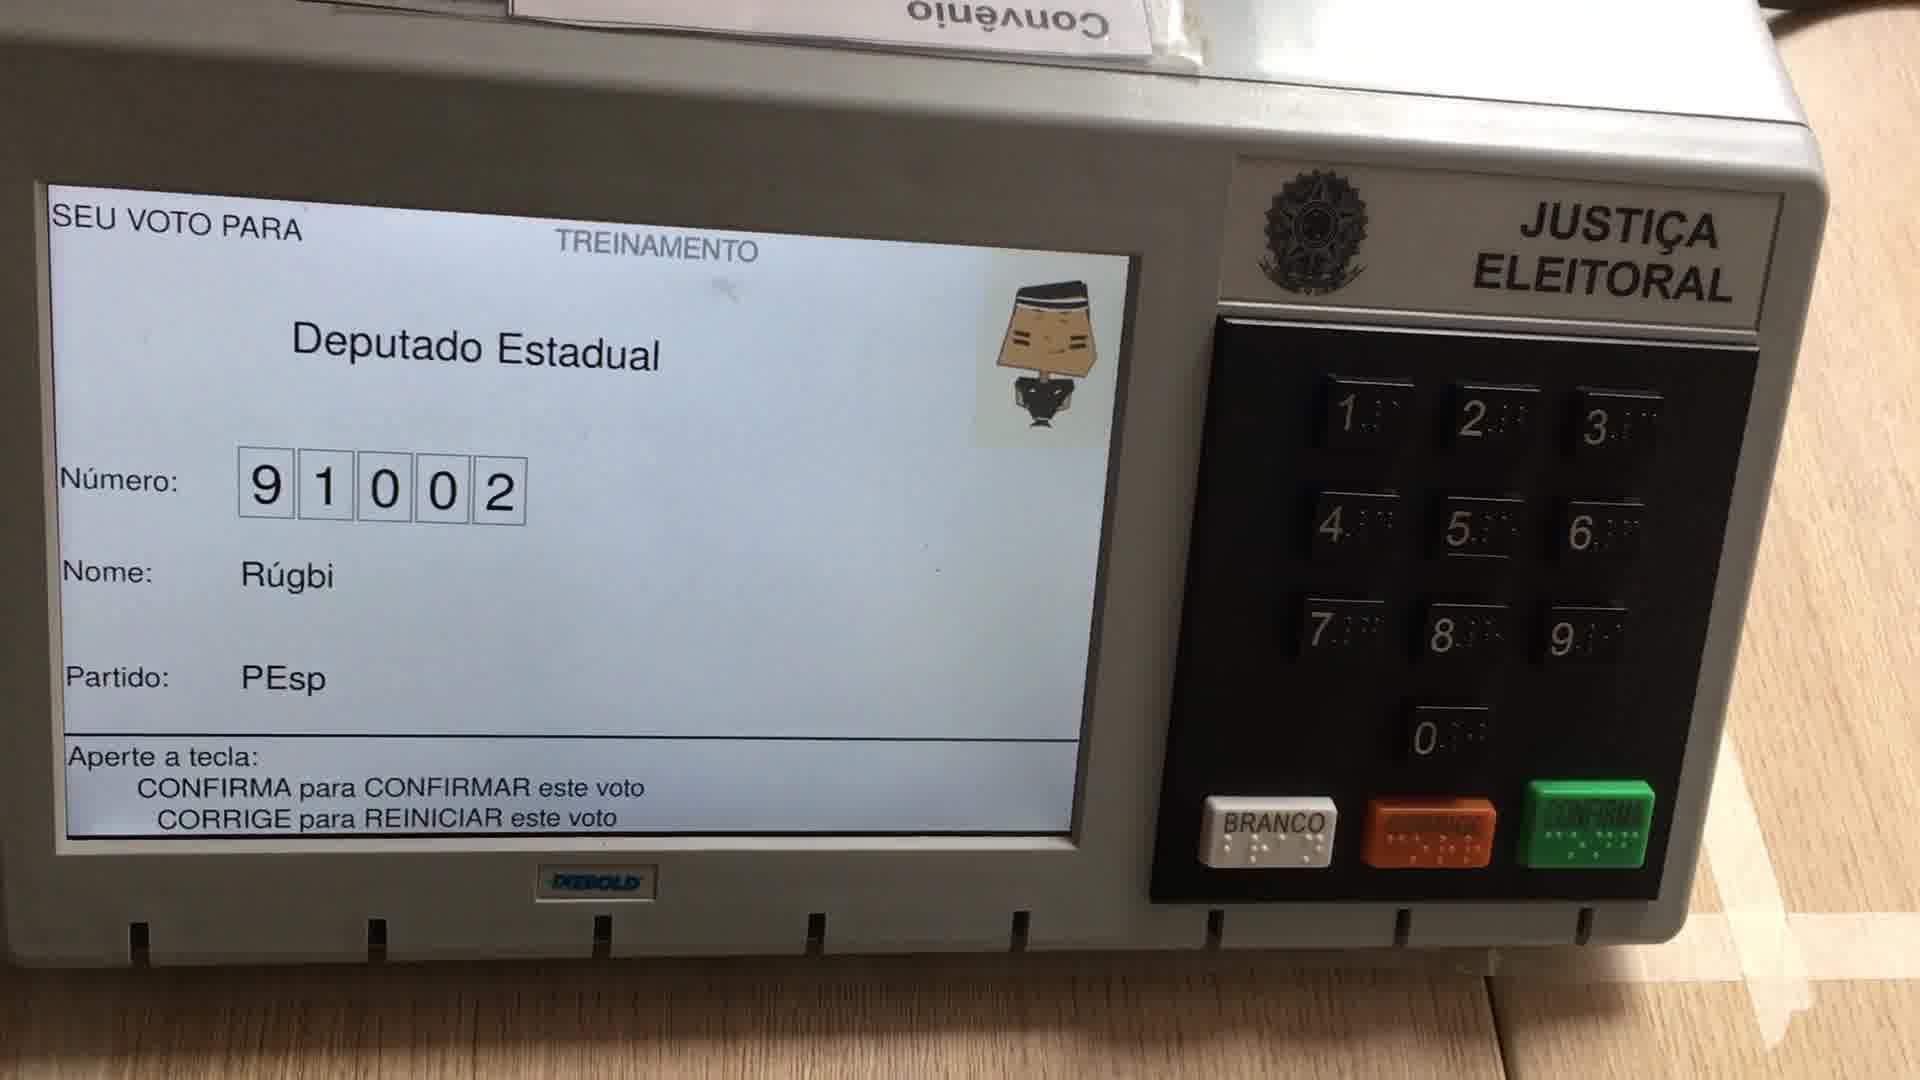 Convênio
SEU VOTO PARA
TREINAMENTO
Deputado Estadual
Número: 9 1 0 0 2
Nome: Rúgbi
Partido: PEsp
Aperte a tecla:
CONFIRMA para CONFIRMAR este voto
CORRIGE para REINICIAR este voto
DIEBOLD
JUSTIÇA
ELEITORAL
1 2 3
4 5 6
7 8 9
0
BRANCO CONFIRMA